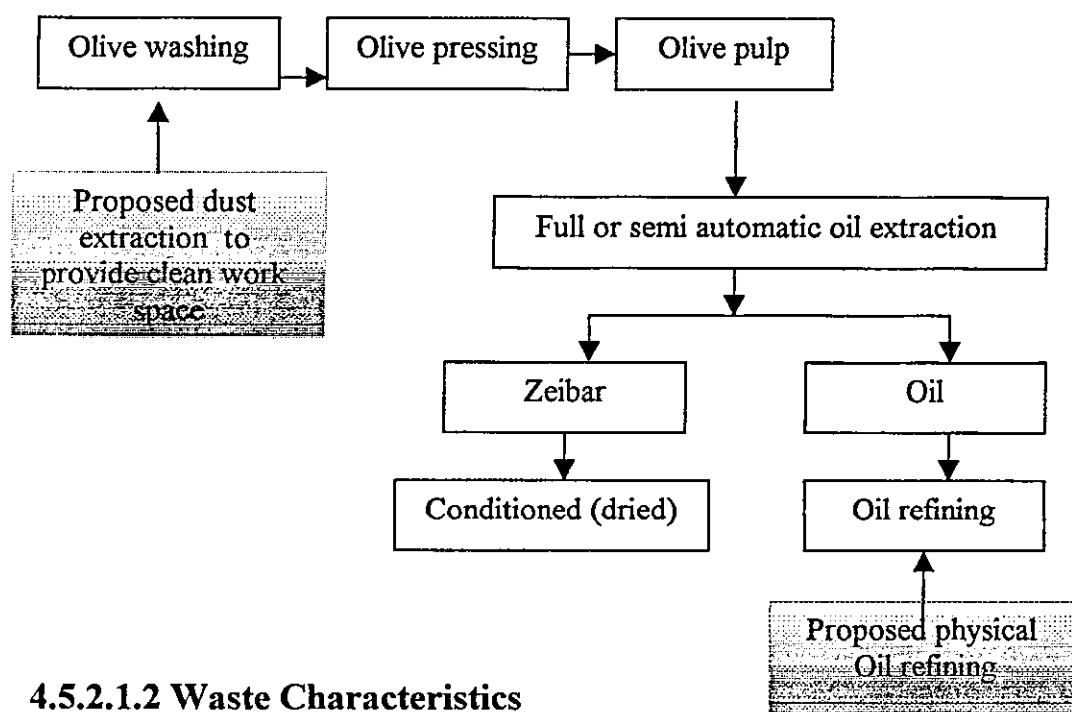 Olive washing
Olive pressing
Olive pulp
Proposed dust
extraction to
provide clean work
space
Full or semi automatic oil extraction
Zeibar
Oil
Conditioned (dried)
Oil refining
Proposed physical
Oil refining
4.5.2.1.2 Waste Characteristics